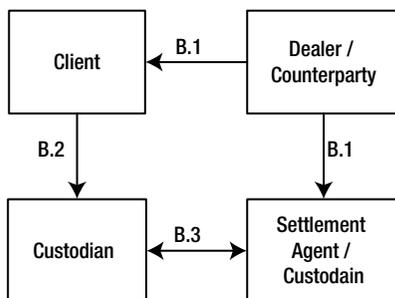 Client
B.1
Dealer /
Counterparty
B.2
B.1
Custodian
B.3
Settlement
Agent /
Custodain